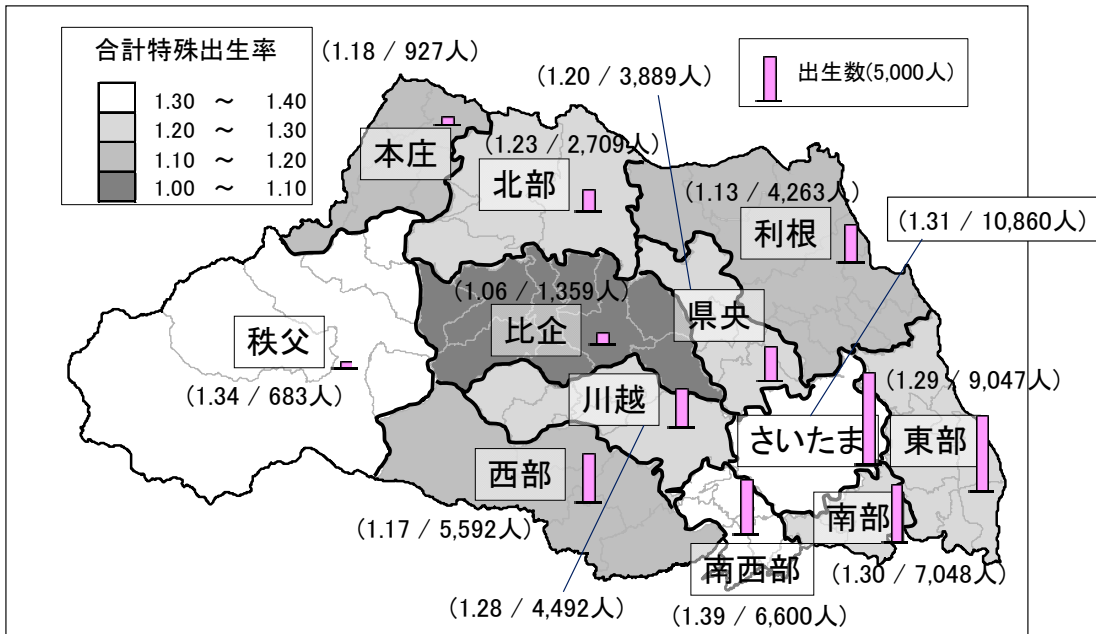 合計特殊出生率
1.30 ～ 1.40
1.20 ～ 1.30
1.10 ～ 1.20
1.00 ～ 1.10
(1.18 / 927人)
(1.20 / 3,889人)
出生数(5,000人)
本庄
(1.23 / 2,709人)
北部
(1.13 / 4,263人)
利根
(1.31 / 10,860人)
(1.06 / 1,359人)
比企
県央
秩父
(1.34 / 683人)
川越
(1.29 / 9,047人)
さいたま
東部
西部
(1.17 / 5,592人)
南部
南西部
(1.30 / 7,048人)
(1.28 / 4,492人)
(1.39 / 6,600人)